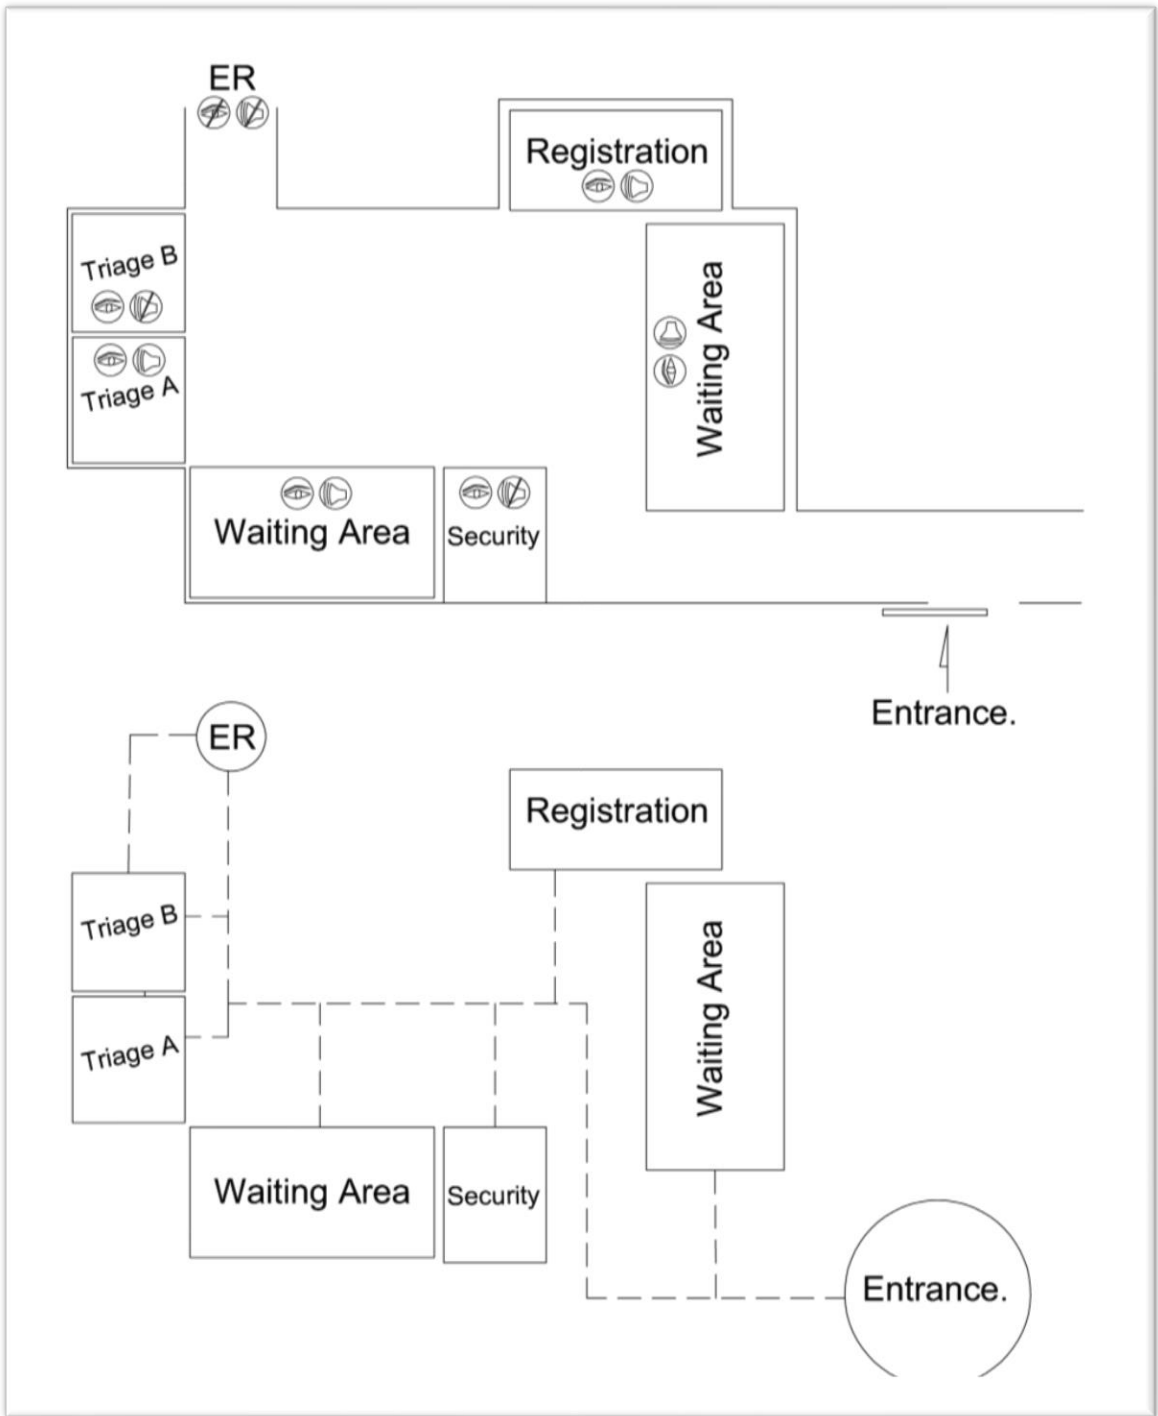 ER
Registration
Triage B
Waiting Area
Triage A
Waiting Area
Security
Entrance.
ER
Registration
Triage B
Waiting Area
Triage A
Waiting Area
Security
Entrance.